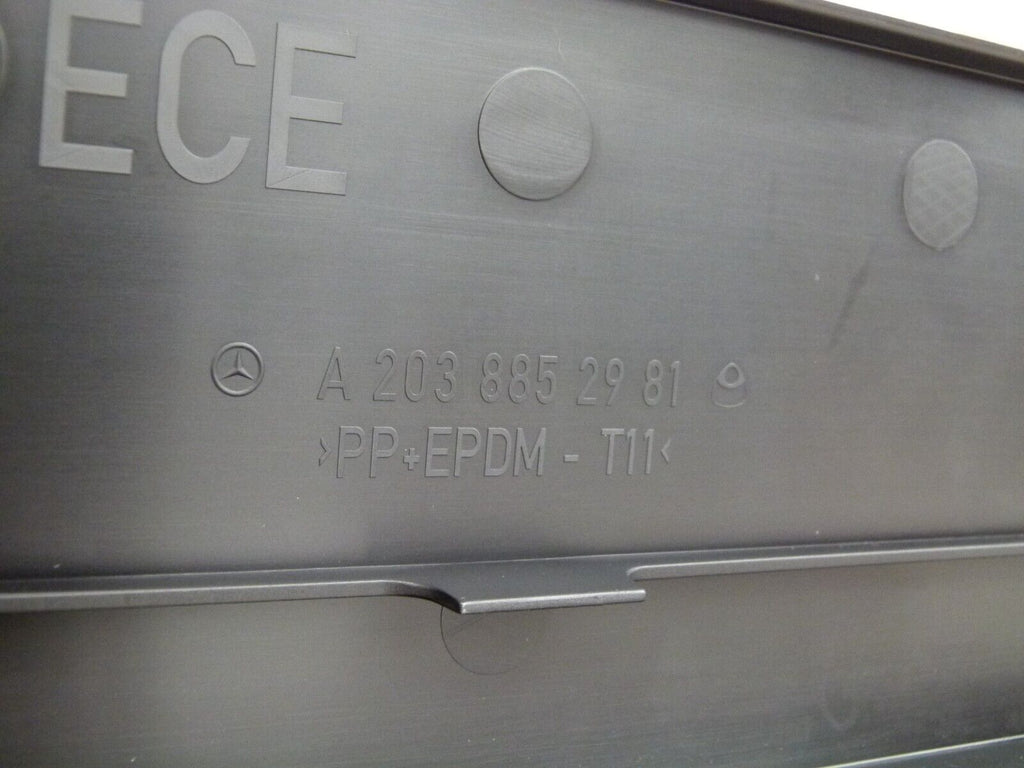 ECE
A 203 885 29 81
>PP+EPDM - T11<